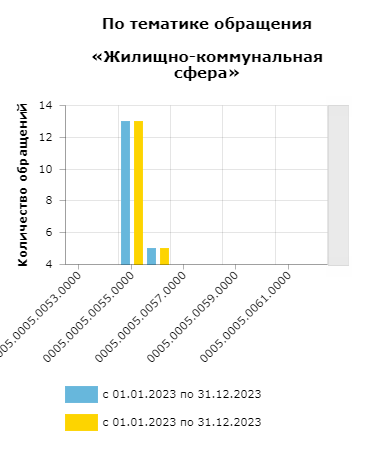 По тематике обращения
«Жилищно-коммунальная
сфера»
Количество обращений
14
12
10
8
6
4
005.0005.0053.0000
0005.0005.0055.0000
0005.0005.0057.0000
0005.0005.0059.0000
0005.0005.0061.0000
с 01.01.2023 по 31.12.2023
с 01.01.2023 по 31.12.2023